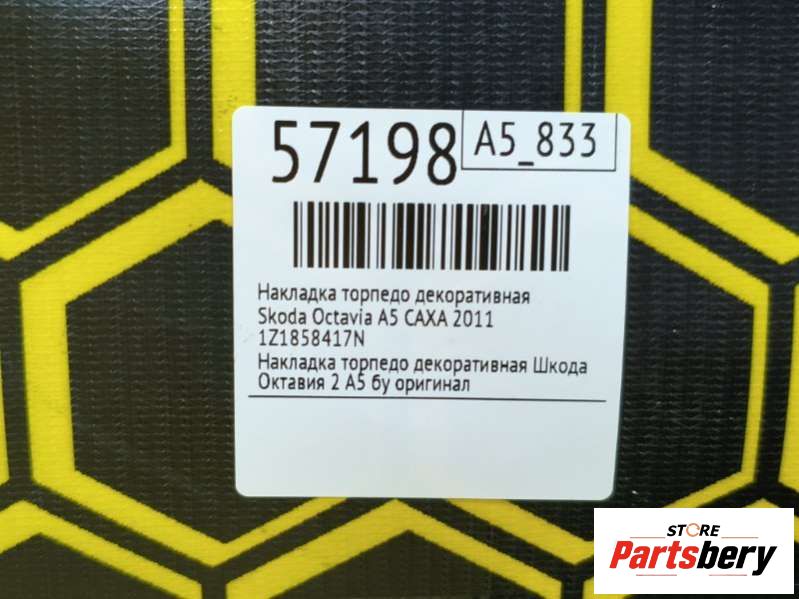 57198
A5_833
Накладка торпедо декоративная
Skoda Octavia A5 CAXA 2011
1Z1858417N
Накладка торпедо декоративная Шкода
Октавия 2 А5 бу оригинал
STORE
Partsbery